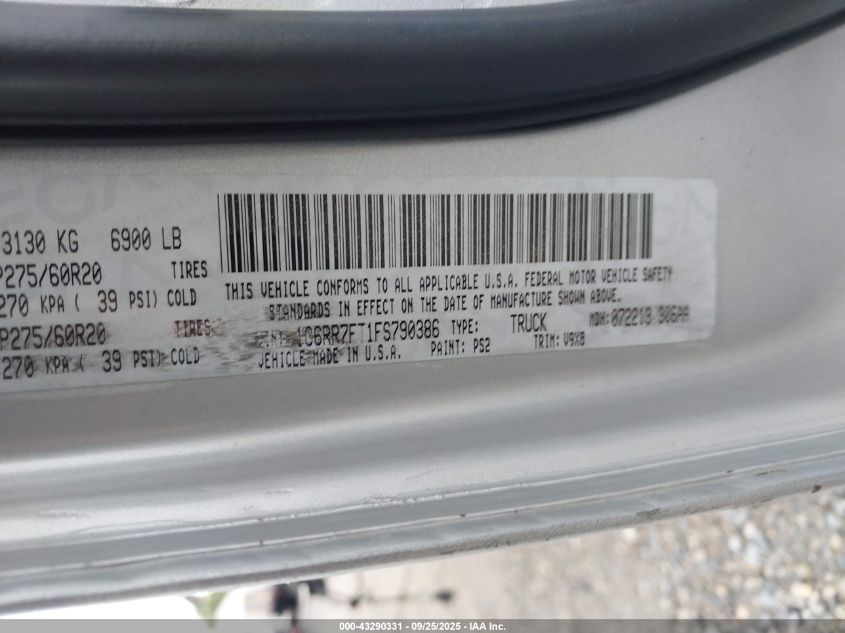 3130 KG 6900 LB
P275/60R20 TIRES
270 KPA ( 39 PSI) COLD
P275/60R20 TIRES
270 KPA ( 39 PSI) COLD
THIS VEHICLE CONFORMS TO ALL APPLICABLE U.S.A. FEDERAL MOTOR VEHICLE SAFETY
STANDARDS IN EFFECT ON THE DATE OF MANUFACTURE SHOWN ABOVE.
1C6RR7FT1FS790386 TYPE: TRUCK MDH: 072213 306AA
VEHICLE MADE IN U.S.A. PAINT: PS2 TRIM: V9X8
000-43290331 - 09/25/2025 - IAA Inc.